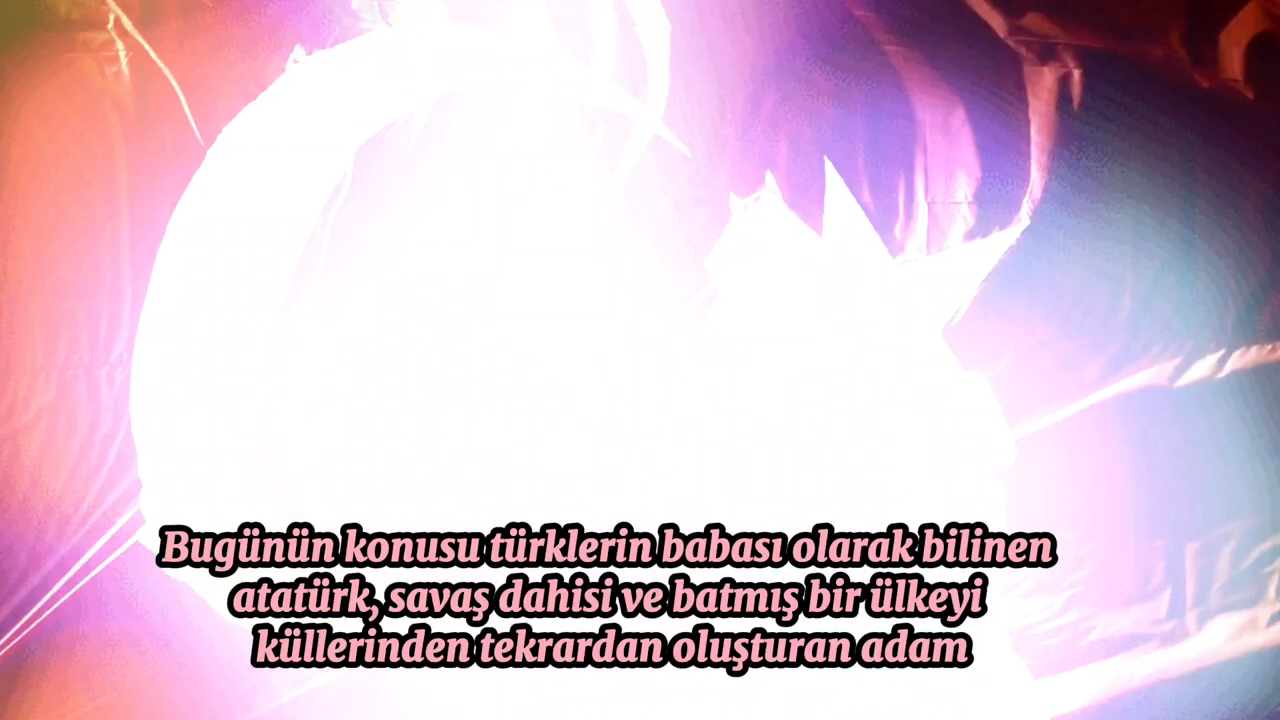 Bugünün konusu türklerin babası olarak bilinen
atatürk, savaş dahisi ve batmış bir ülkeyi
küllerinden tekrardan oluşturan adam